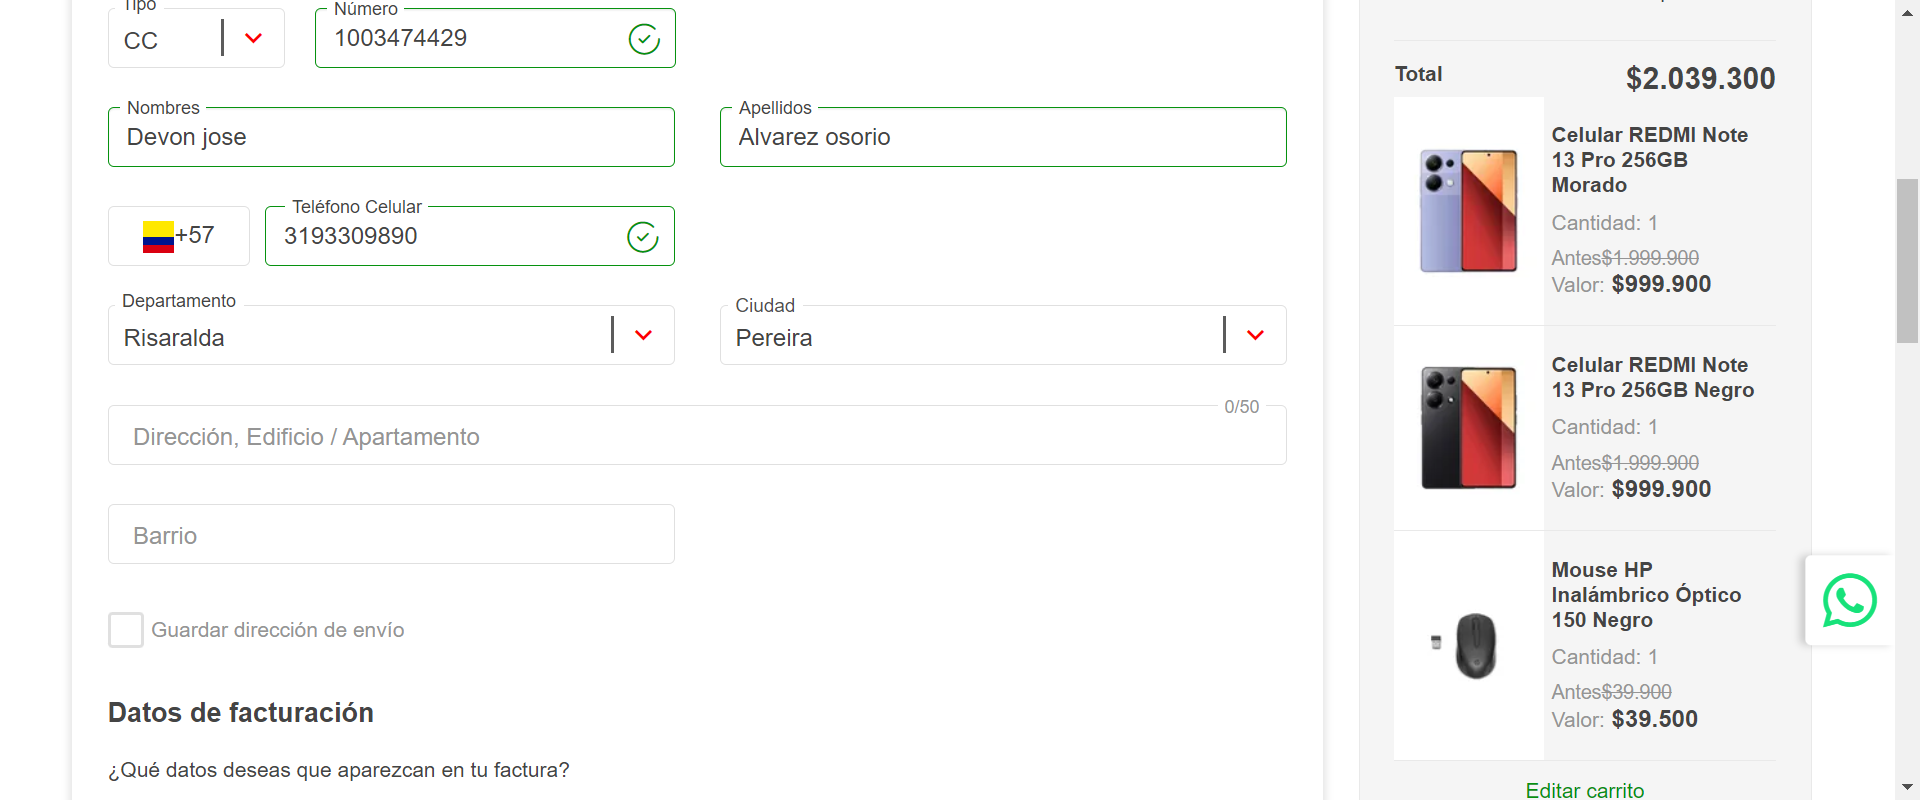 Tipo
CC
Número
1003474429
Nombres
Devon jose
Apellidos
Alvarez osorio
+57
Teléfono Celular
3193309890
Departamento
Risaralda
Ciudad
Pereira
0/50
Dirección, Edificio / Apartamento
Barrio
Guardar dirección de envío
Datos de facturación
¿Qué datos deseas que aparezcan en tu factura?
Total
$2.039.300
Celular REDMI Note
13 Pro 256GB
Morado
Cantidad: 1
Antes$1.999.900
Valor: $999.900
Celular REDMI Note
13 Pro 256GB Negro
Cantidad: 1
Antes$1.999.900
Valor: $999.900
Mouse HP
Inalámbrico Óptico
150 Negro
Cantidad: 1
Antes$39.900
Valor: $39.500
Editar carrito